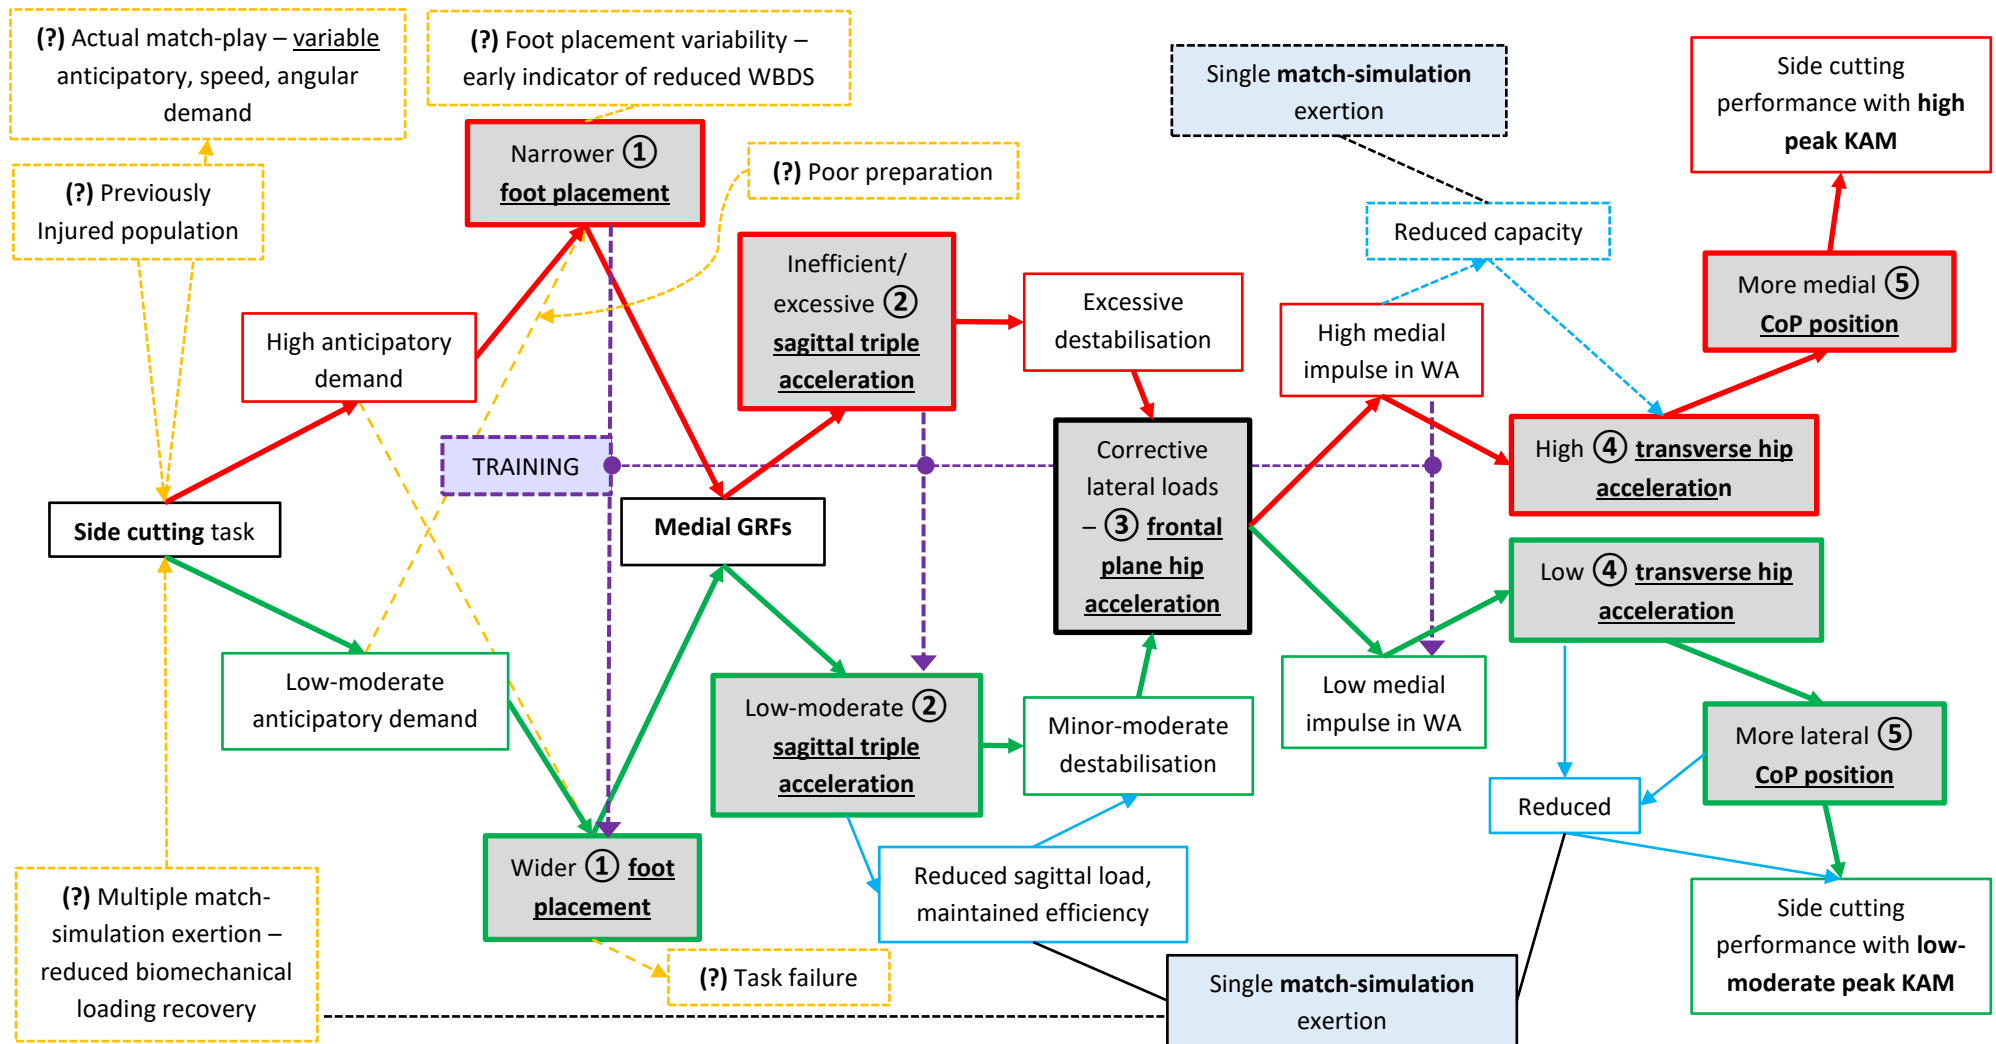 (?) Actual match-play – variable
anticipatory, speed, angular
demand
(?) Foot placement variability –
early indicator of reduced WBDS
Single match-simulation
exertion
Side cutting
performance with high
peak KAM
(?) Previously
Injured population
Narrower ①
foot placement
(?) Poor preparation
Reduced capacity
Inefficient/
excessive ②
sagittal triple
acceleration
Excessive
destabilisation
High medial
impulse in WA
More medial ⑤
CoP position
High anticipatory
demand
TRAINING
Corrective
lateral loads
– ③ frontal
plane hip
acceleration
High ④ transverse hip
acceleration
Side cutting task
Medial GRFs
Low ④ transverse hip
acceleration
Low-moderate
anticipatory demand
Low-moderate ②
sagittal triple
acceleration
Minor-moderate
destabilisation
Low medial
impulse in WA
More lateral ⑤
CoP position
Reduced
Wider ① foot
placement
Reduced sagittal load,
maintained efficiency
(?) Multiple match-
simulation exertion –
reduced biomechanical
loading recovery
(?) Task failure
Single match-simulation
exertion
Side cutting
performance with low-
moderate peak KAM